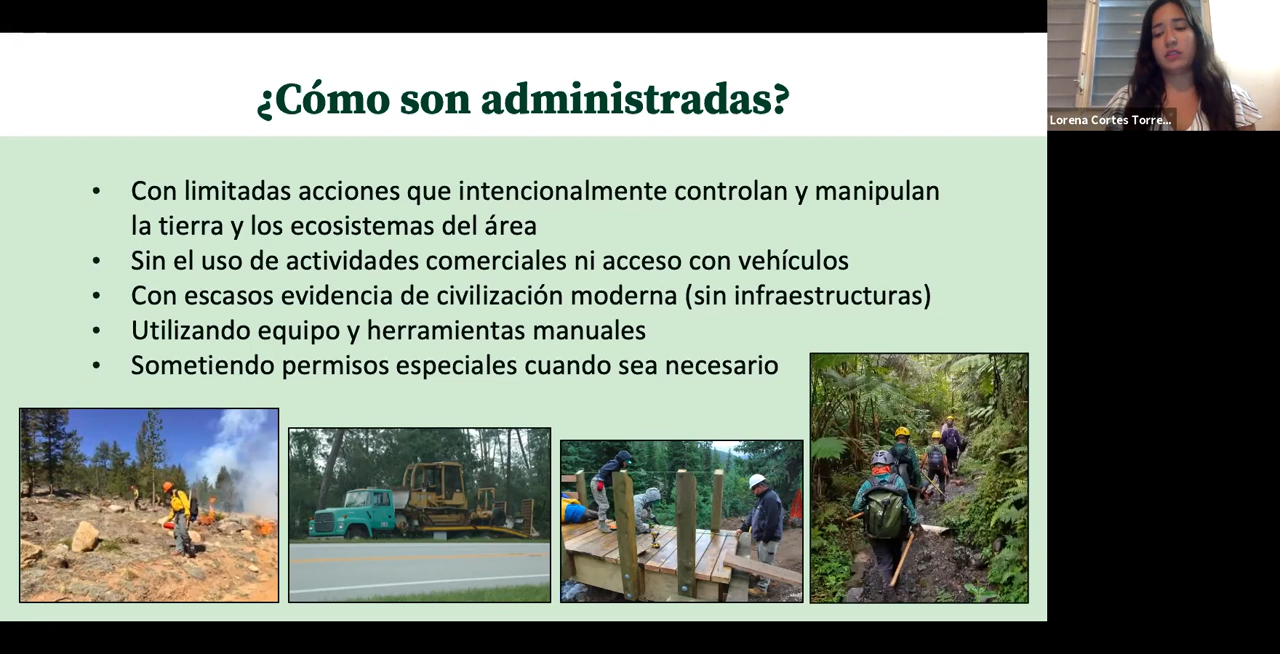 ¿Cómo son administradas?
• Con limitadas acciones que intencionalmente controlan y manipulan
la tierra y los ecosistemas del área
• Sin el uso de actividades comerciales ni acceso con vehículos
• Con escasos evidencia de civilización moderna (sin infraestructuras)
• Utilizando equipo y herramientas manuales
• Sometiendo permisos especiales cuando sea necesario
Lorena Cortes Torre...